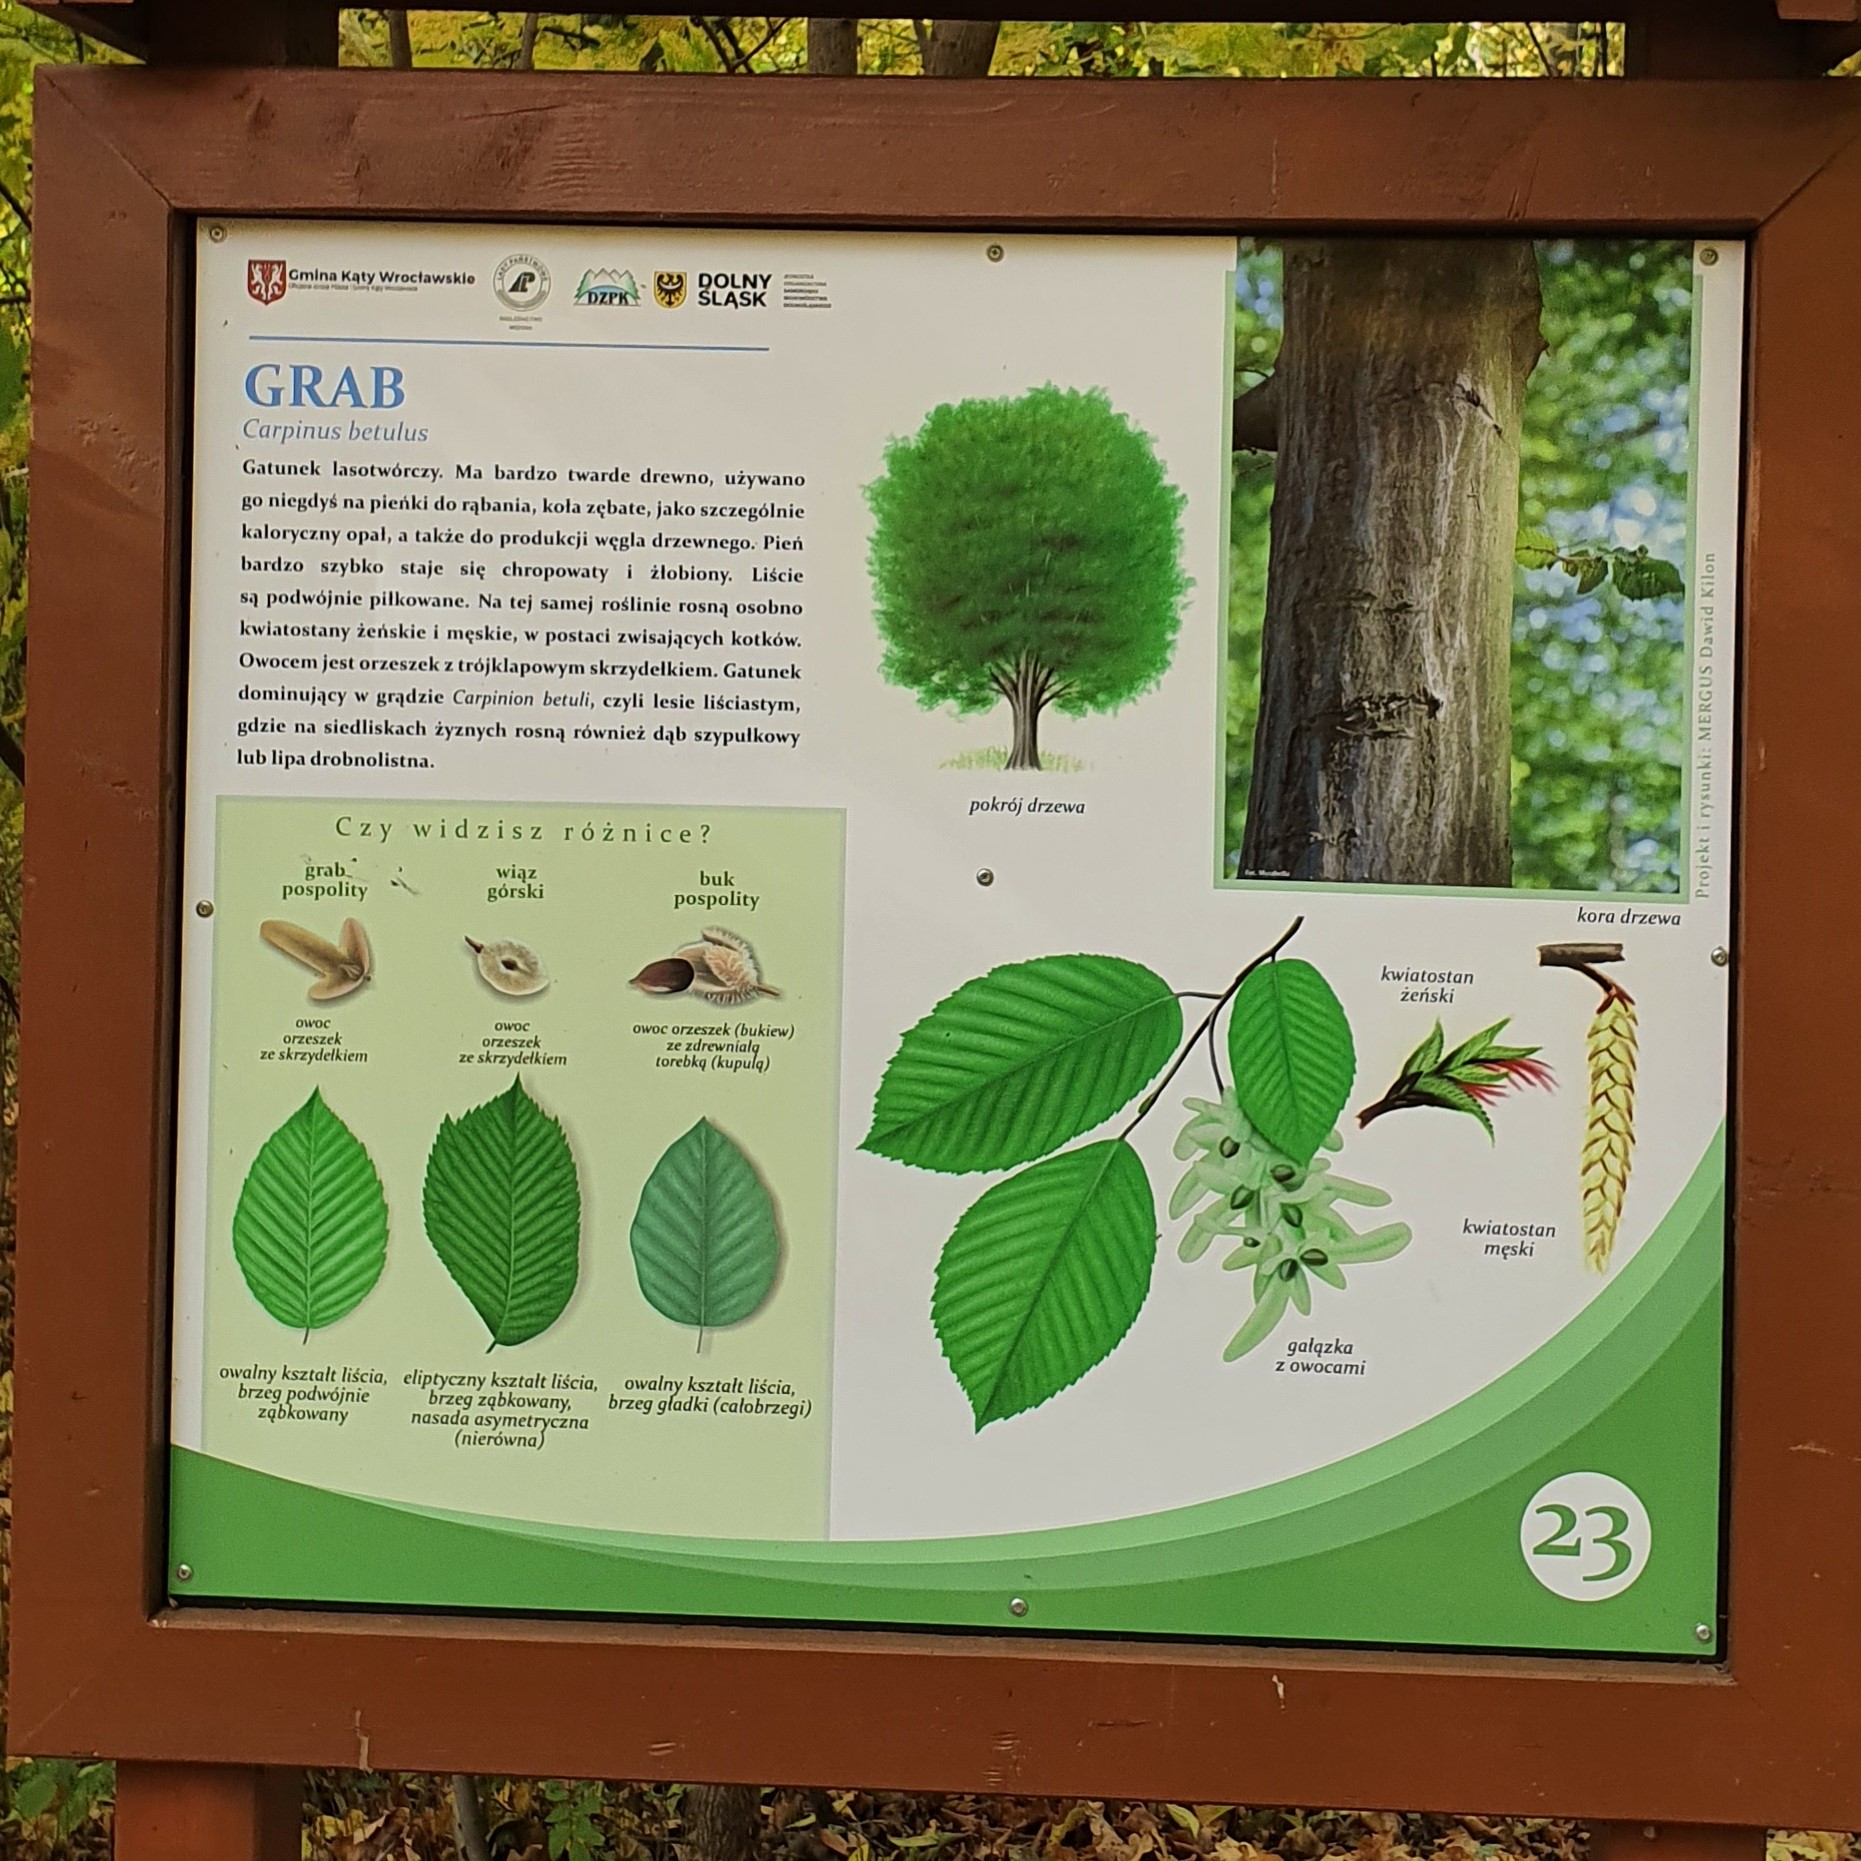 Gmina Kąty Wrocławskie
LASY PAŃSTWOWE
DZPK
DOLNY
ŚLĄSK
GRAB
Carpinus betulus
Gatunek lasotwórczy. Ma bardzo twarde drewno, używano
go niegdyś na pieńki do rąbania, koła zębate, jako szczególnie
kaloryczny opał, a także do produkcji węgla drzewnego. Pień
bardzo szybko staje się chropowaty i żłobiony. Liście
są podwójnie piłkowane. Na tej samej roślinie rosną osobno
kwiatostany żeńskie i męskie, w postaci zwisających kotków.
Owocem jest orzeszek z trójklapowym skrzydełkiem. Gatunek
dominujący w grądzie Carpinion betuli, czyli lesie liściastym,
gdzie na siedliskach żyznych rosną również dąb szypułkowy
lub lipa drobnolistna.
pokrój drzewa
kora drzewa
Projekt i rysunki: MERGUS Dawid Kilon
Czy widzisz różnice?
grab
pospolity
wiąz
górski
buk
pospolity
owoc
orzeszek
ze skrzydełkiem
owoc
orzeszek
ze skrzydełkiem
owoc orzeszek (bukiew)
ze zdrewniałą
torebką (kupulą)
owalny kształt liścia,
brzeg podwójnie
ząbkowany
eliptyczny kształt liścia,
brzeg ząbkowany,
nasada asymetryczna
(nierówna)
owalny kształt liścia,
brzeg gładki (całobrzegi)
kwiatostan
żeński
kwiatostan
męski
gałązka
z owocami
23